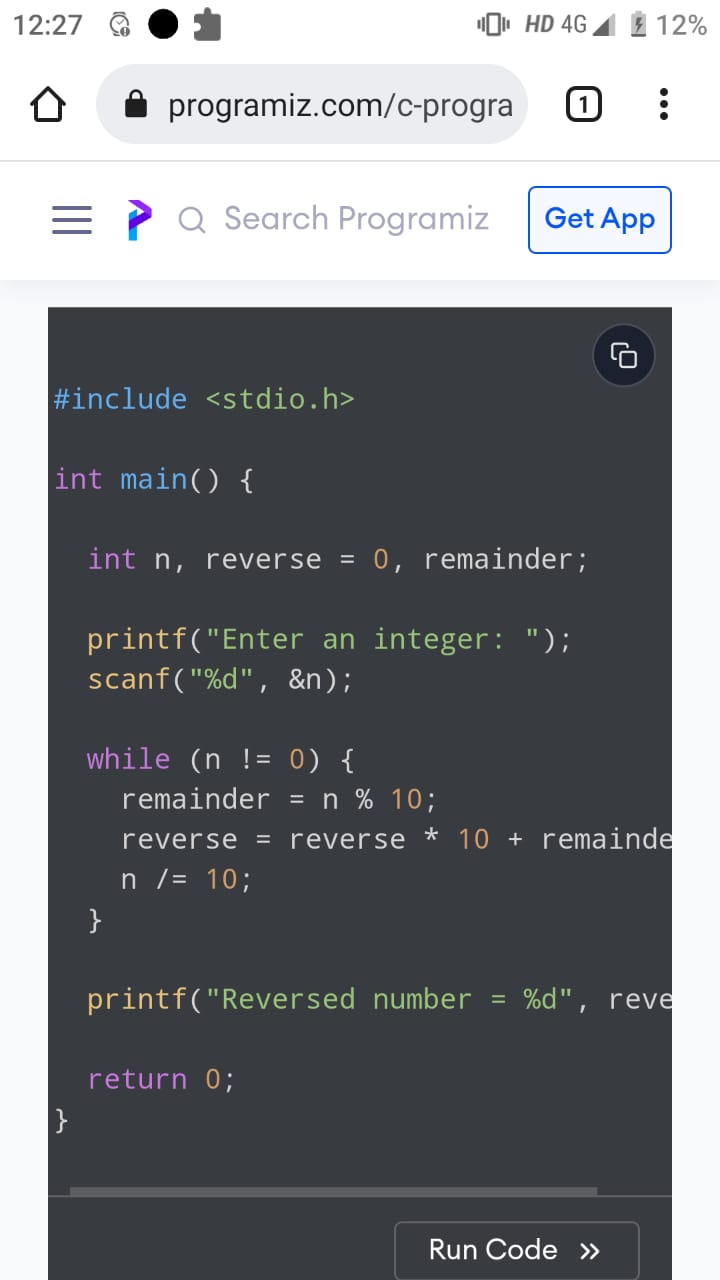 12:27 HD 4G 12%
programiz.com/c-progra 1
Search Programiz Get App
#include <stdio.h>
int main() {
int n, reverse = 0, remainder;
printf("Enter an integer: ");
scanf("%d", &n);
while (n != 0) {
remainder = n % 10;
reverse = reverse * 10 + remainde
n /= 10;
}
printf("Reversed number = %d", reve
return 0;
}
Run Code »